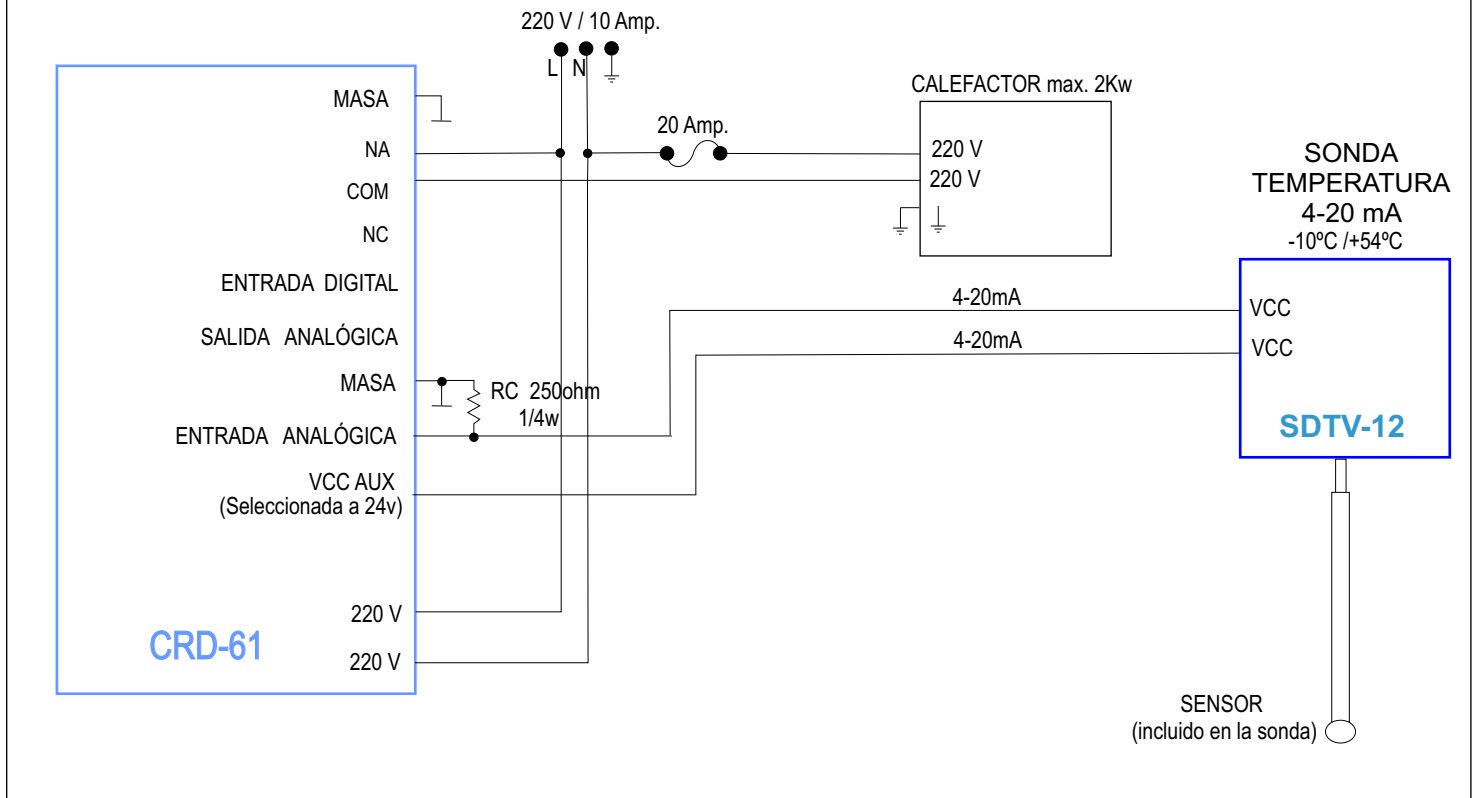 220 V / 10 Amp.
L N
CALEFACTOR max. 2Kw
MASA
20 Amp.
NA
220 V
COM
220 V
NC
SONDA
TEMPERATURA
4-20 mA
-10ºC /+54ºC
ENTRADA DIGITAL
4-20mA
VCC
SALIDA ANALÓGICA
4-20mA
VCC
MASA
RC 250ohm
1/4w
ENTRADA ANALÓGICA
SDTV-12
VCC AUX
(Seleccionada a 24v)
220 V
CRD-61
220 V
SENSOR
(incluido en la sonda)